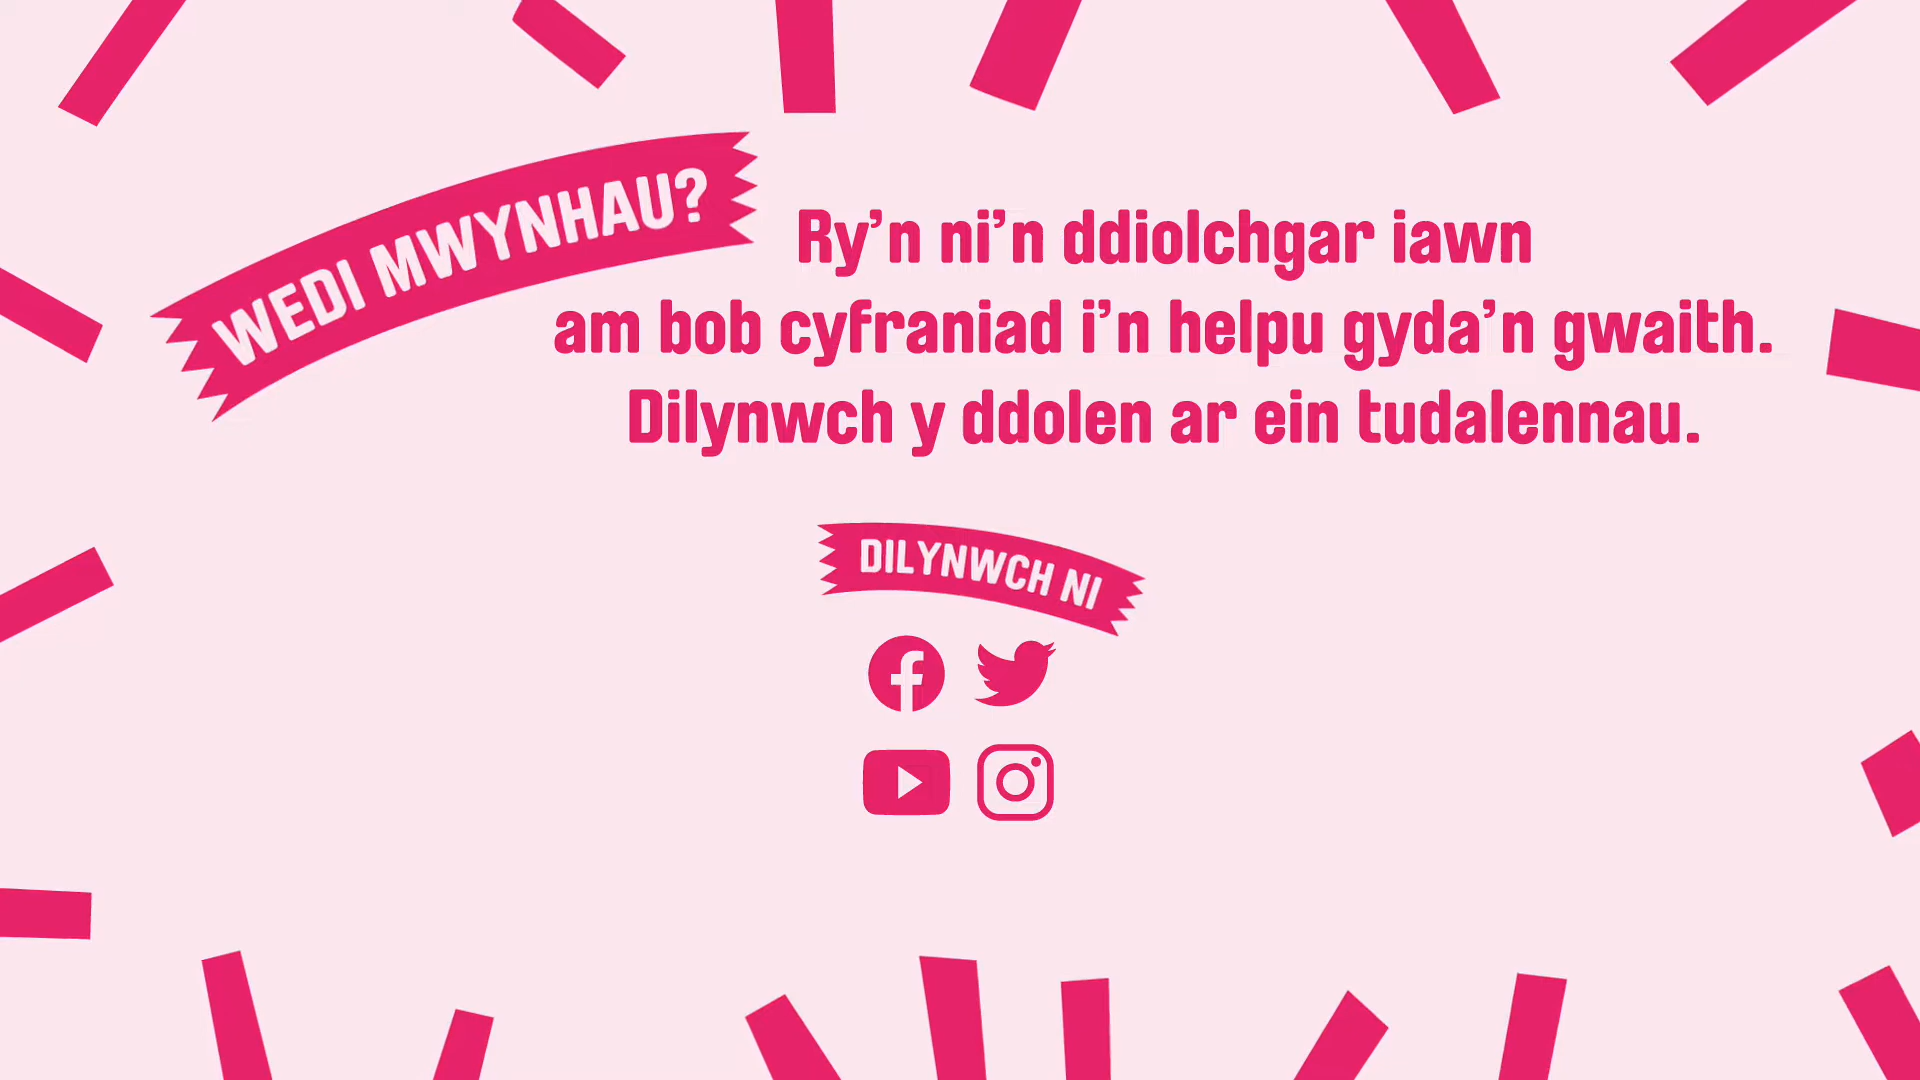 WEDI MWYNHAU?
Ry’n ni’n ddiolchgar iawn
am bob cyfraniad i’n helpu gyda’n gwaith.
Dilynwch y ddolen ar ein tudalennau.
DILYNWCH NI